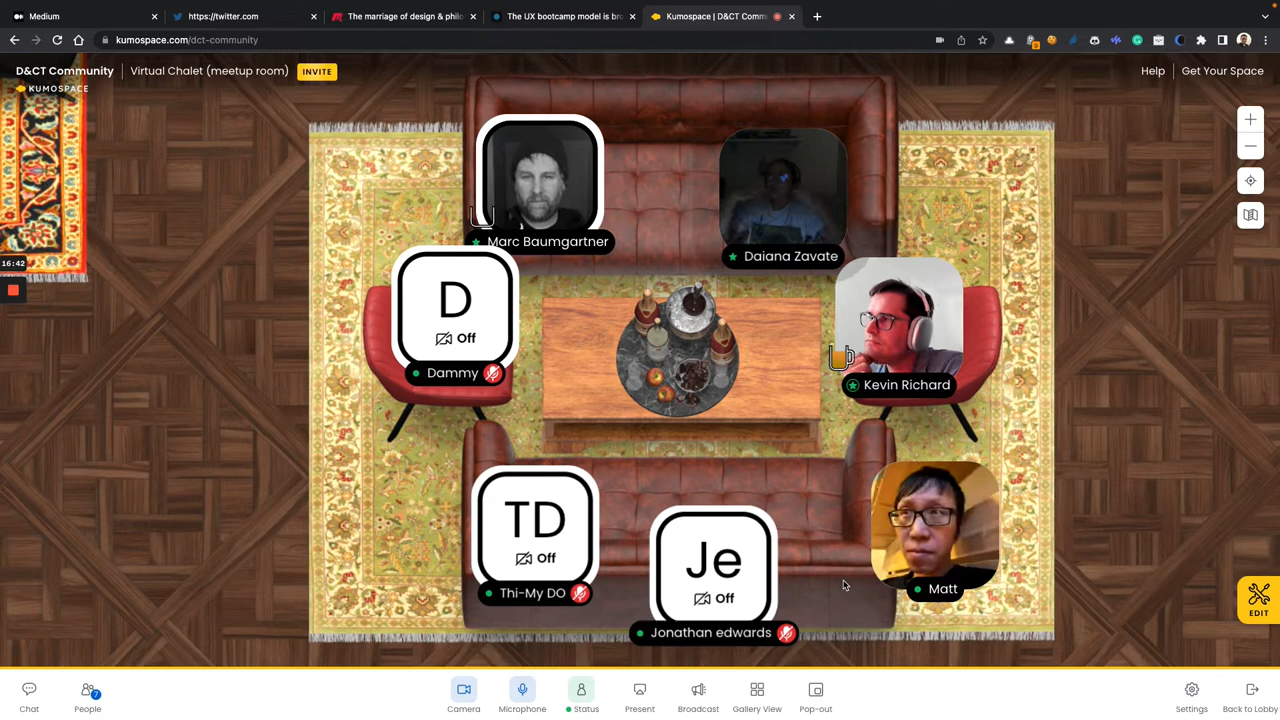 Medium
https://twitter.com
The marriage of design & philo
The UX bootcamp model is bro
Kumospace | D&CT Comm
kumospace.com/dct-community
D&CT Community
Virtual Chalet (meetup room)
INVITE
KUMOSPACE
Help
Get Your Space
Marc Baumgartner
Daiana Zavate
16:42
D
Off
Dammy
Kevin Richard
TD
Off
Thi-My DO
Je
Off
Jonathan edwards
Matt
EDIT
Chat
7
People
Camera
Microphone
Status
Present
Broadcast
Gallery View
Pop-out
Settings
Back to Lobby